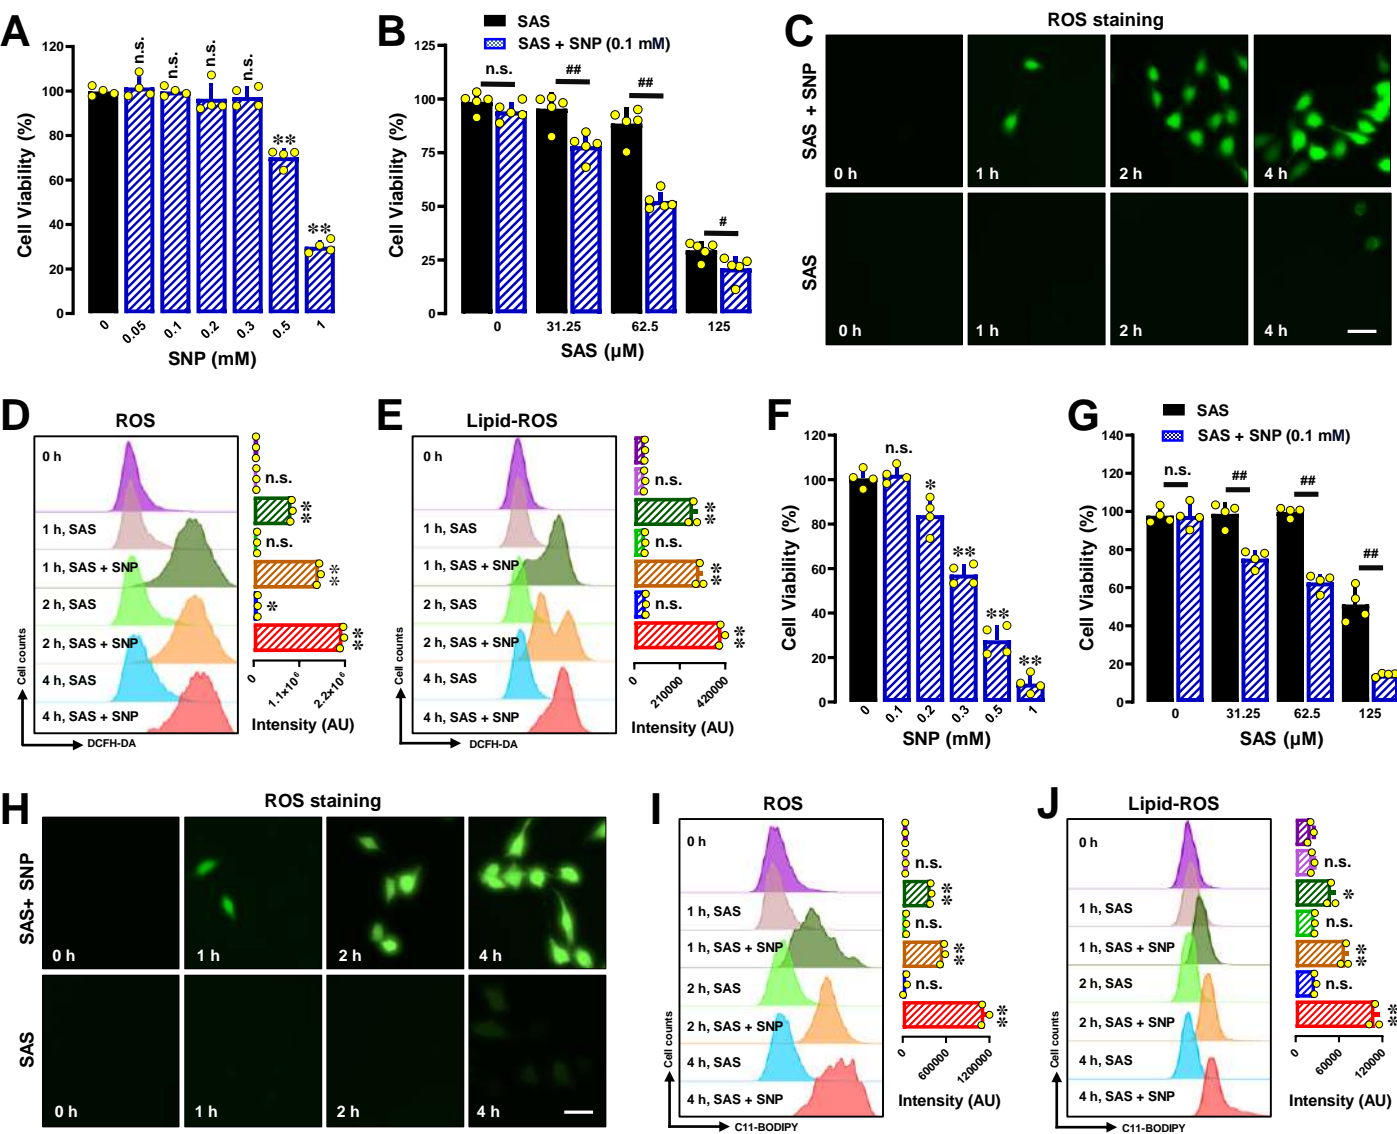 A
120
100
80
60
40
20
0
Cell Viability (%)
n.s.
n.s.
n.s.
n.s.
**
**
0
0.05
0.1
0.2
0.3
0.5
1
SNP (mM)
B
SAS
SAS + SNP (0.1 mM)
125
100
75
50
25
0
Cell Viability (%)
n.s.
##
##
#
0
31.25
62.5
125
SAS (µM)
C
ROS staining
SAS + SNP
0 h
1 h
2 h
4 h
SAS
0 h
1 h
2 h
4 h
D
ROS
0 h
1 h, SAS
1 h, SAS + SNP
2 h, SAS
2 h, SAS + SNP
4 h, SAS
4 h, SAS + SNP
Cell counts
DCFH-DA
n.s.
**
n.s.
**
*
**
0
1.1×10⁶
2.2×10⁶
Intensity (AU)
E
Lipid-ROS
0 h
1 h, SAS
1 h, SAS + SNP
2 h, SAS
2 h, SAS + SNP
4 h, SAS
4 h, SAS + SNP
Cell counts
DCFH-DA
n.s.
**
n.s.
**
n.s.
**
0
210000
420000
Intensity (AU)
F
120
100
80
60
40
20
0
Cell Viability (%)
n.s.
*
**
**
**
0
0.1
0.2
0.3
0.5
1
SNP (mM)
G
SAS
SAS + SNP (0.1 mM)
140
120
100
80
60
40
20
0
Cell Viability (%)
n.s.
##
##
##
0
31.25
62.5
125
SAS (µM)
H
ROS staining
SAS+ SNP
0 h
1 h
2 h
4 h
SAS
0 h
1 h
2 h
4 h
I
ROS
0 h
1 h, SAS
1 h, SAS + SNP
2 h, SAS
2 h, SAS + SNP
4 h, SAS
4 h, SAS + SNP
Cell counts
C11-BODIPY
n.s.
**
n.s.
**
n.s.
**
0
600000
1200000
Intensity (AU)
J
Lipid-ROS
0 h
1 h, SAS
1 h, SAS + SNP
2 h, SAS
2 h, SAS + SNP
4 h, SAS
4 h, SAS + SNP
Cell counts
C11-BODIPY
n.s.
*
n.s.
**
n.s.
**
0
60000
120000
Intensity (AU)